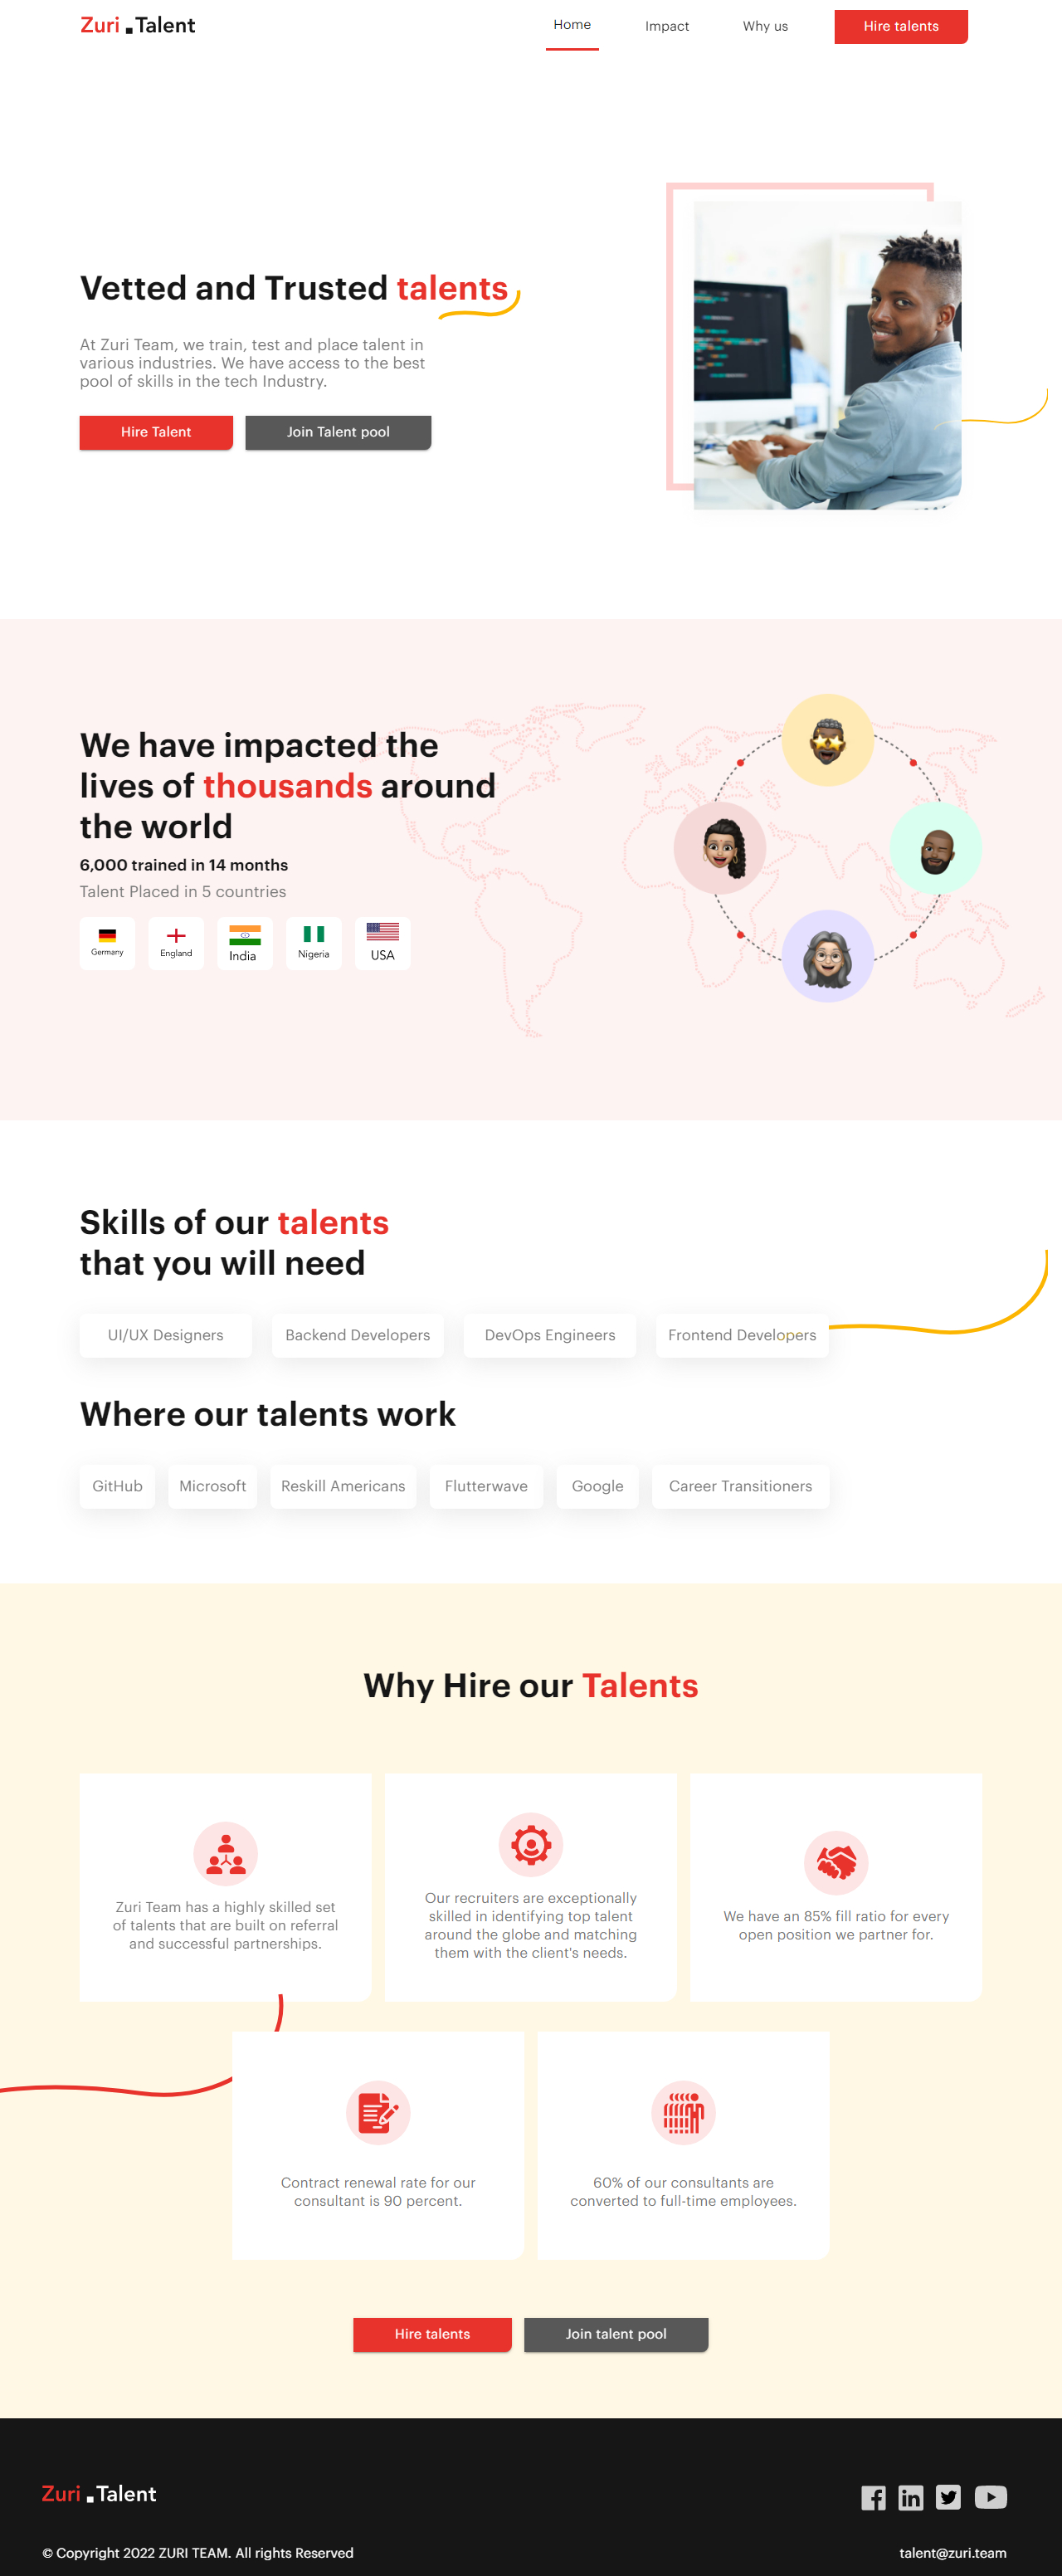 Zuri .Talent
Home
Impact
Why us
Hire talents
Vetted and Trusted talents
At Zuri Team, we train, test and place talent in
various industries. We have access to the best
pool of skills in the tech Industry.
Hire Talent
Join Talent pool
We have impacted the
lives of thousands around
the world
6,000 trained in 14 months
Talent Placed in 5 countries
Germany
England
India
Nigeria
USA
Skills of our talents
that you will need
UI/UX Designers
Backend Developers
DevOps Engineers
Frontend Developers
Where our talents work
GitHub
Microsoft
Reskill Americans
Flutterwave
Google
Career Transitioners
Why Hire our Talents
Zuri Team has a highly skilled set
of talents that are built on referral
and successful partnerships.
Our recruiters are exceptionally
skilled in identifying top talent
around the globe and matching
them with the client's needs.
We have an 85% fill ratio for every
open position we partner for.
Contract renewal rate for our
consultant is 90 percent.
60% of our consultants are
converted to full-time employees.
Hire talents
Join talent pool
Zuri .Talent
© Copyright 2022 ZURI TEAM. All rights Reserved
talent@zuri.team